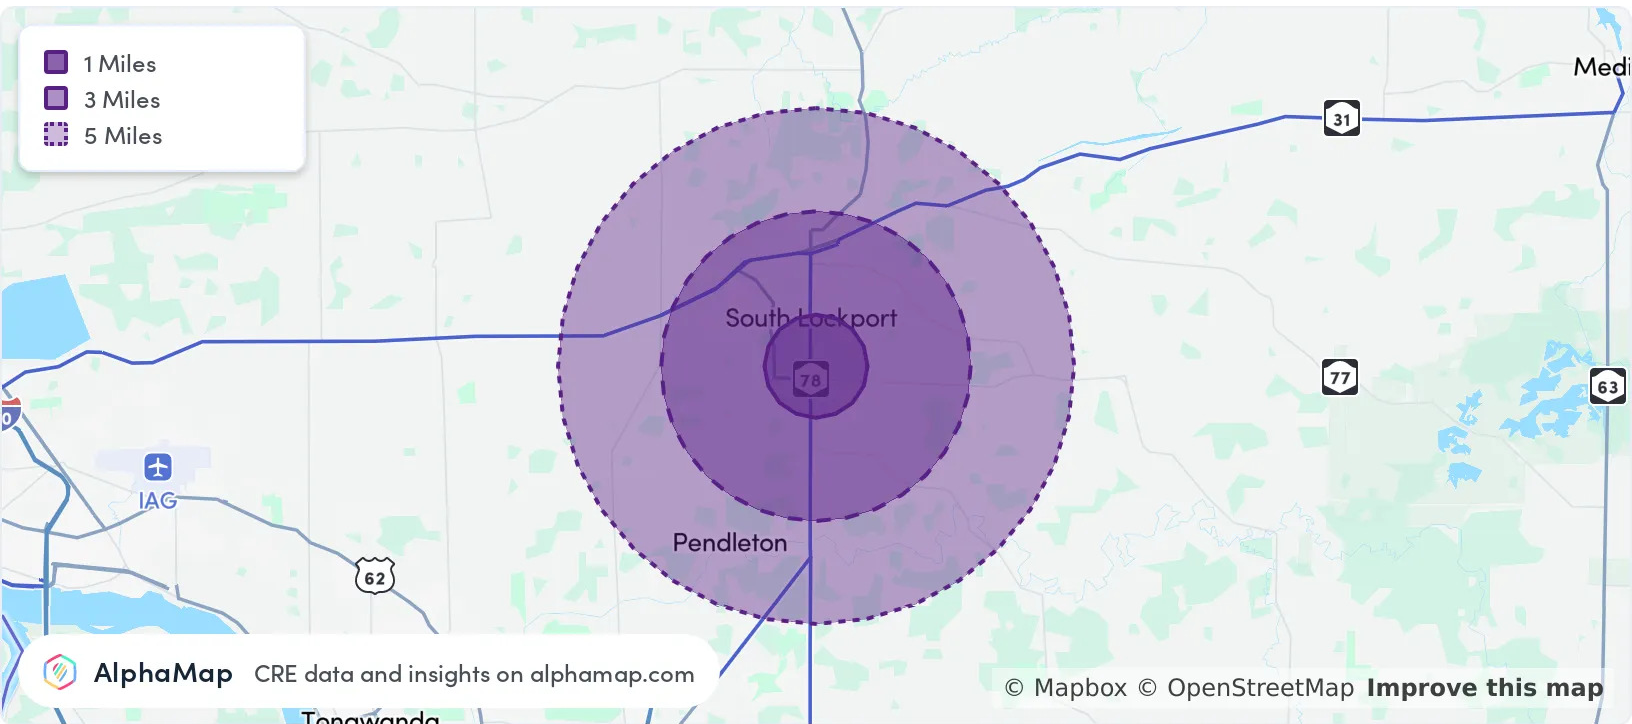 1 Miles
3 Miles
5 Miles
Medi
31
South Lockport
78
77
63
0
IAG
Pendleton
62
AlphaMap CRE data and insights on alphamap.com
© Mapbox © OpenStreetMap Improve this map
Tonawanda